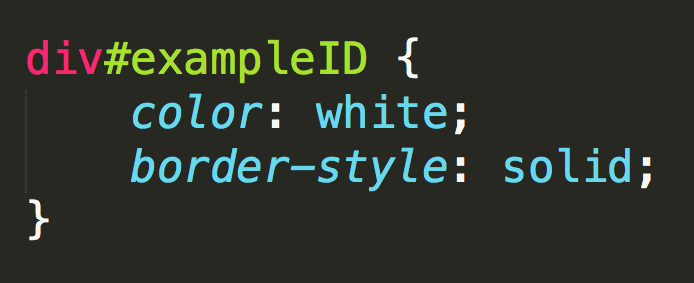 div#exampleID {
    color: white;
    border-style: solid;
}